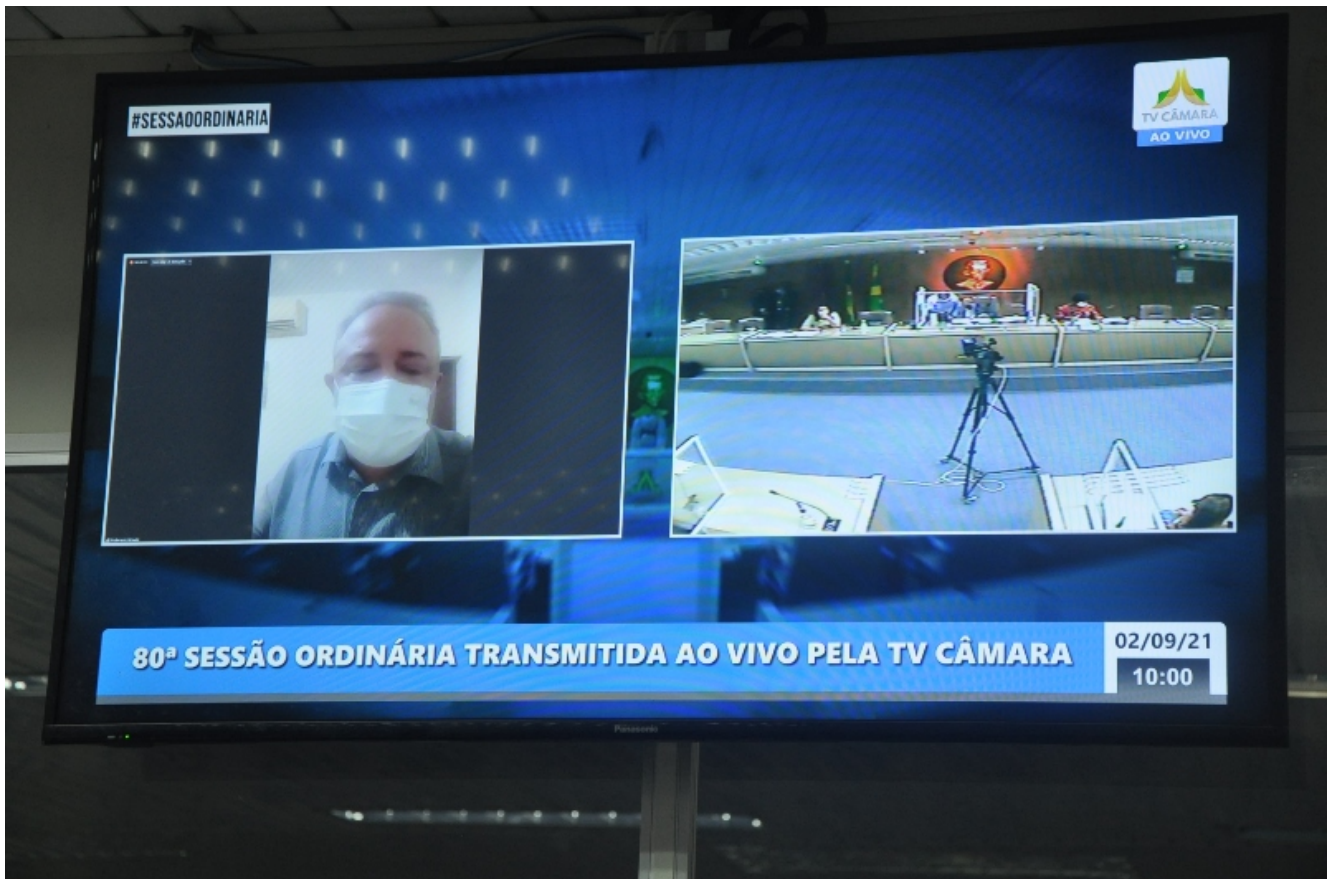 #SESSAOORDINARIA
TV CÂMARA
AO VIVO
80ª SESSÃO ORDINÁRIA TRANSMITIDA AO VIVO PELA TV CÂMARA
02/09/21
10:00
Panasonic